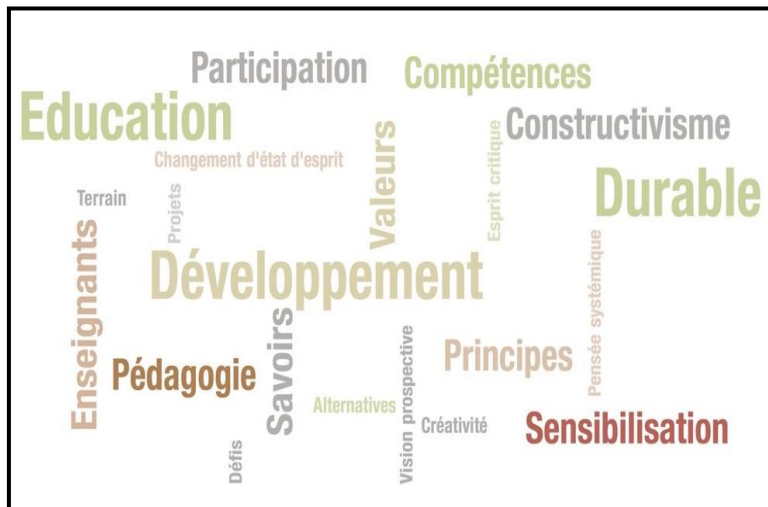 Participation
Compétences
Education
Constructivisme
Changement d'état d'esprit
Valeurs
Esprit critique
Terrain
Projets
Durable
Enseignants
Développement
Pensée systémique
Savoirs
Pédagogie
Principes
Vision prospective
Alternatives
Créativité
Sensibilisation
Défis